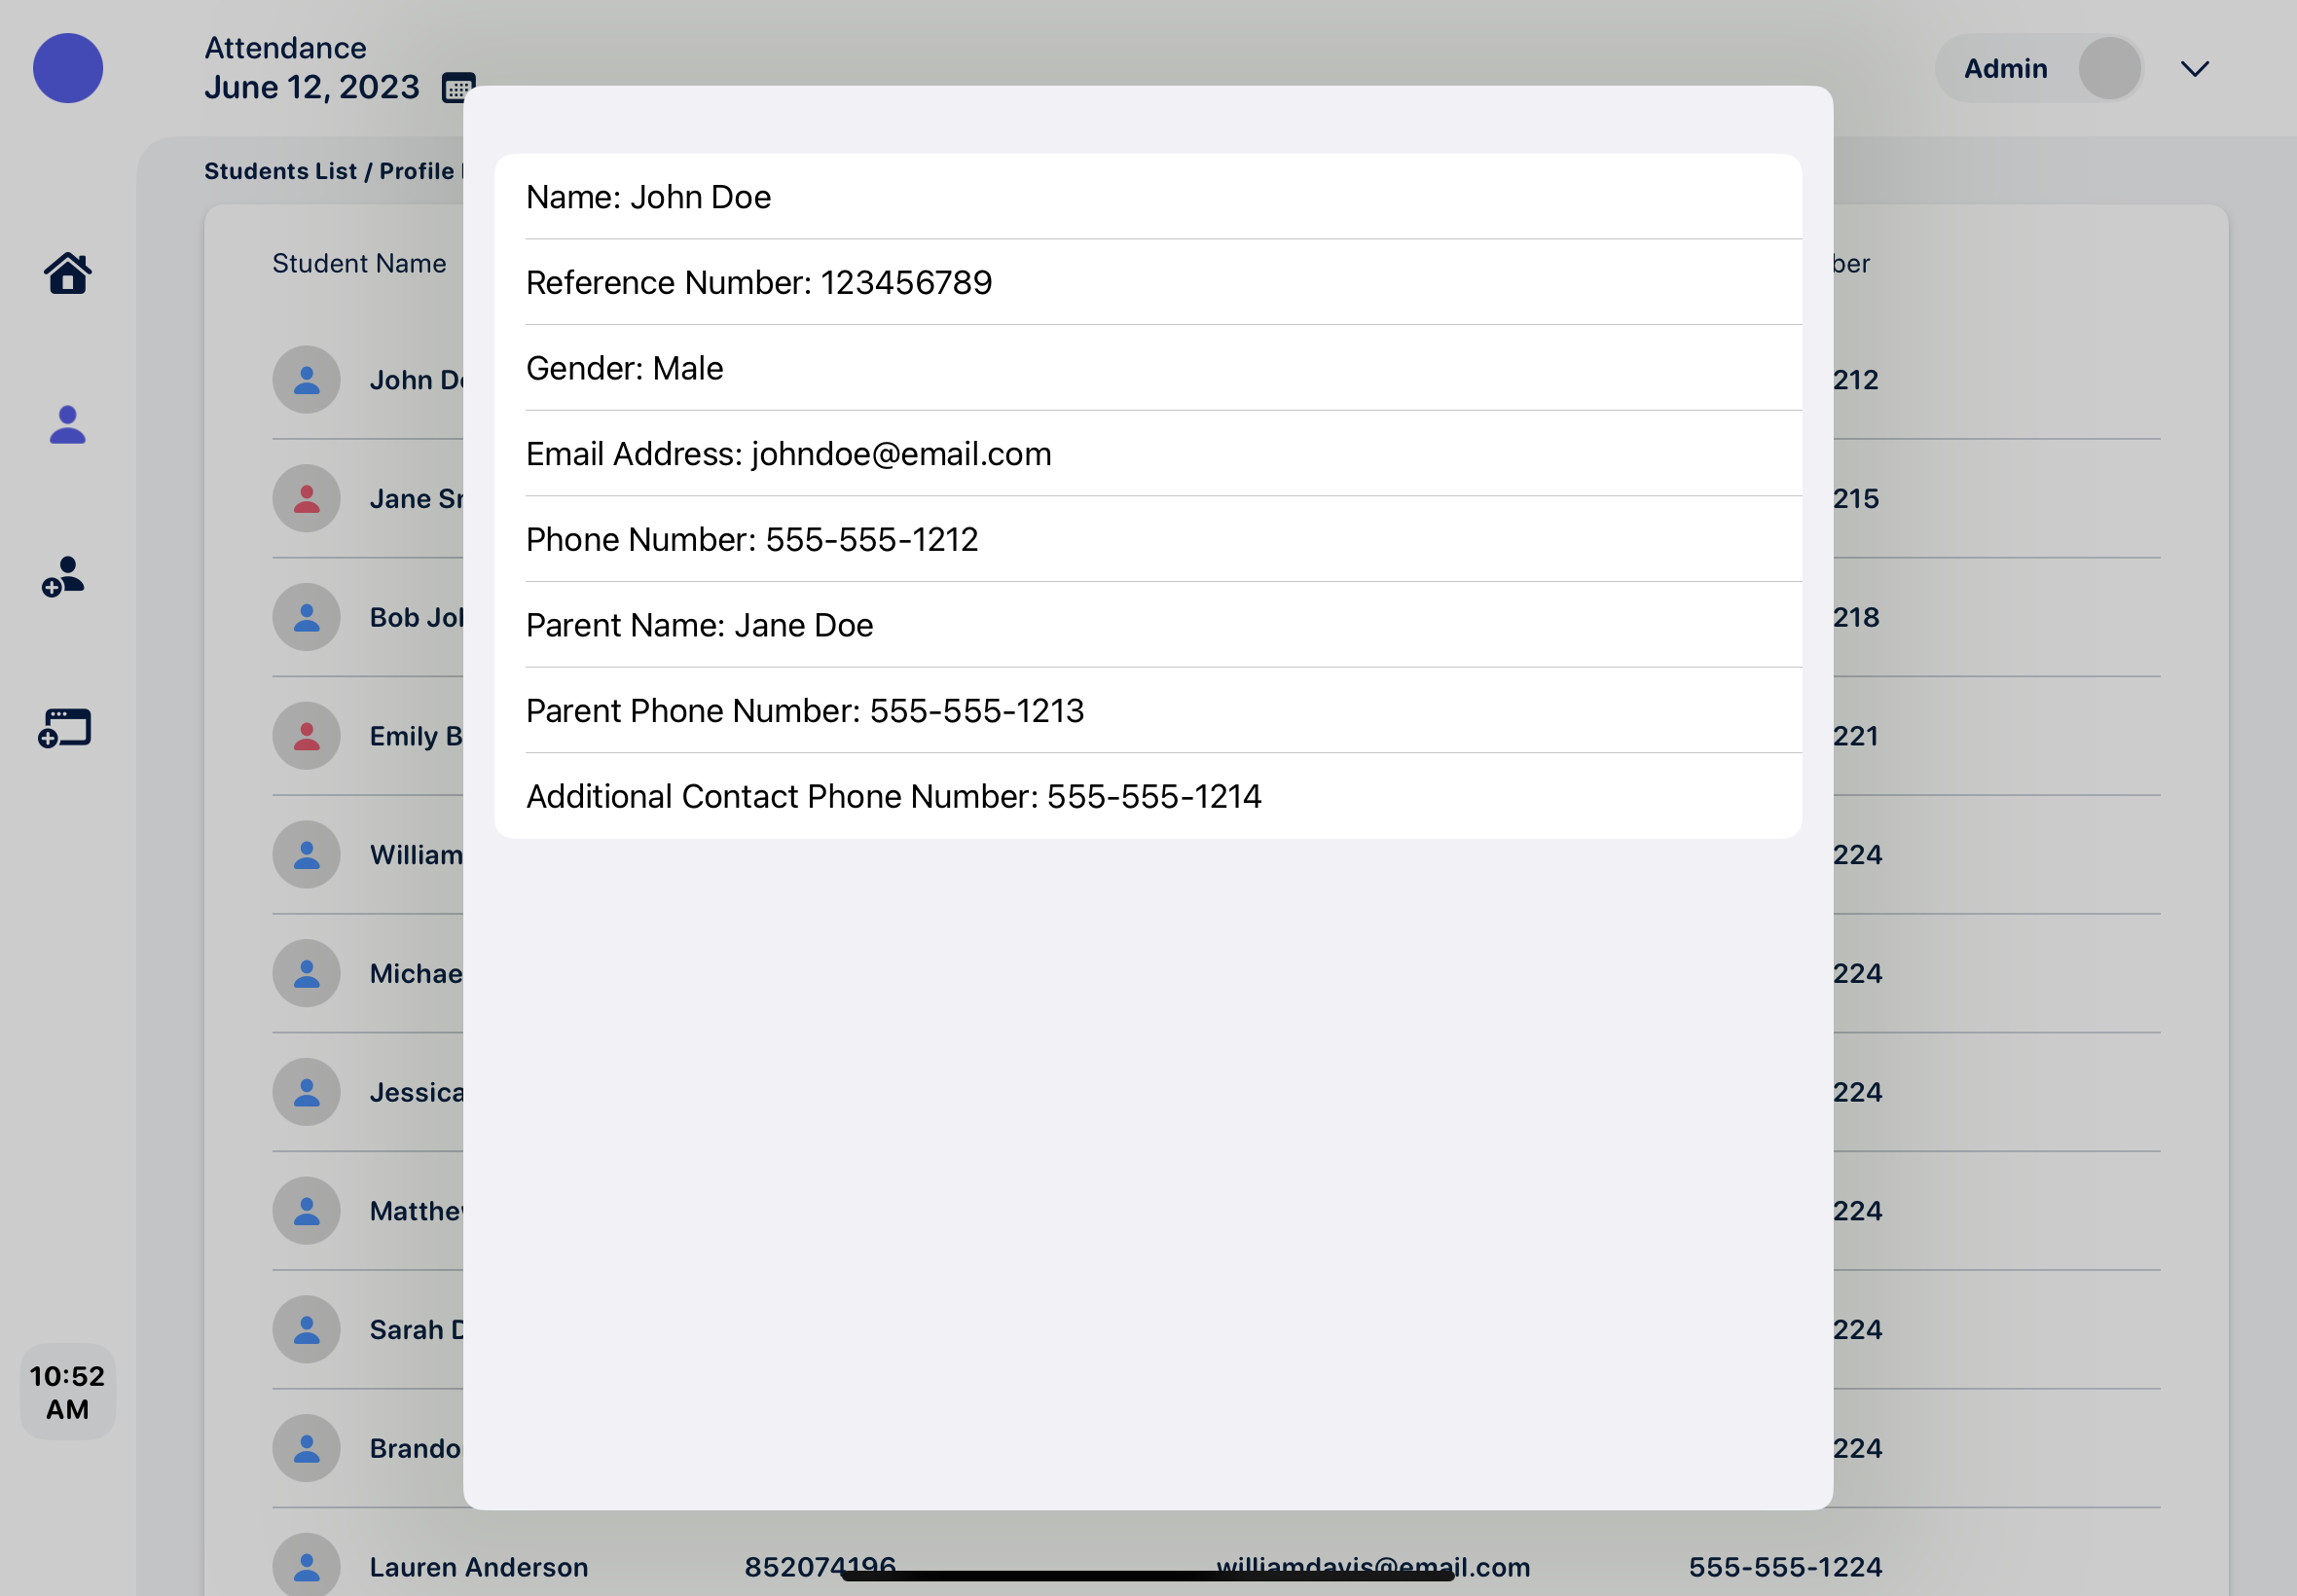 Attendance
June 12, 2023
Admin
Students List / Profile
Student Name
Name: John Doe
Reference Number: 123456789
Gender: Male
Email Address: johndoe@email.com
Phone Number: 555-555-1212
Parent Name: Jane Doe
Parent Phone Number: 555-555-1213
Additional Contact Phone Number: 555-555-1214
ber
John D
212
Jane S
215
Bob Jo
218
Emily B
221
William
224
Michae
224
Jessica
224
Matthe
224
Sarah D
224
Brando
224
Lauren Anderson 852074196 williamdavis@email.com 555-555-1224
10:52
AM